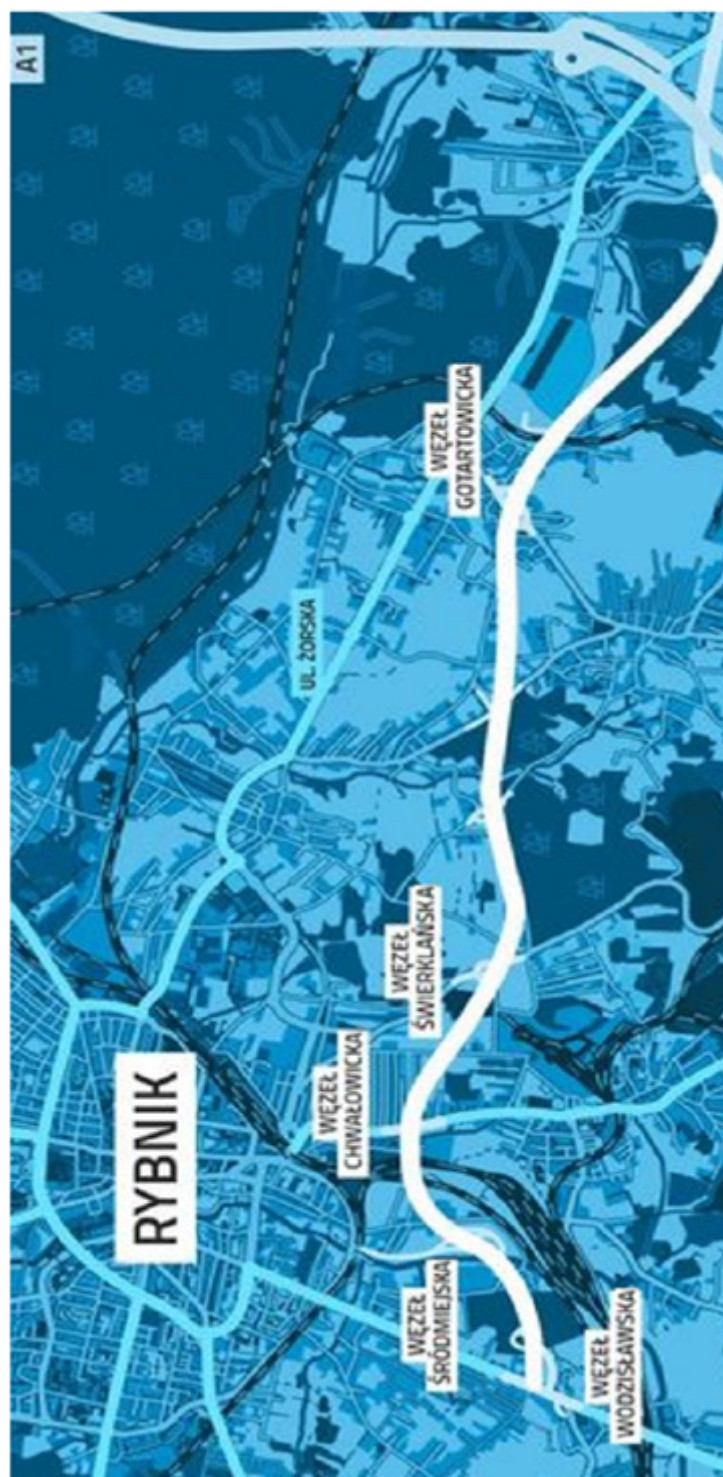 A1
WĘZEŁ
GOTARTOWICKA
UL. ŻORSKA
WĘZEŁ
ŚWIERKLAŃSKA
WĘZEŁ
CHWAŁOWICKA
RYBNIK
WĘZEŁ
ŚRÓDMIEJSKA
WĘZEŁ
WODZISŁAWSKA